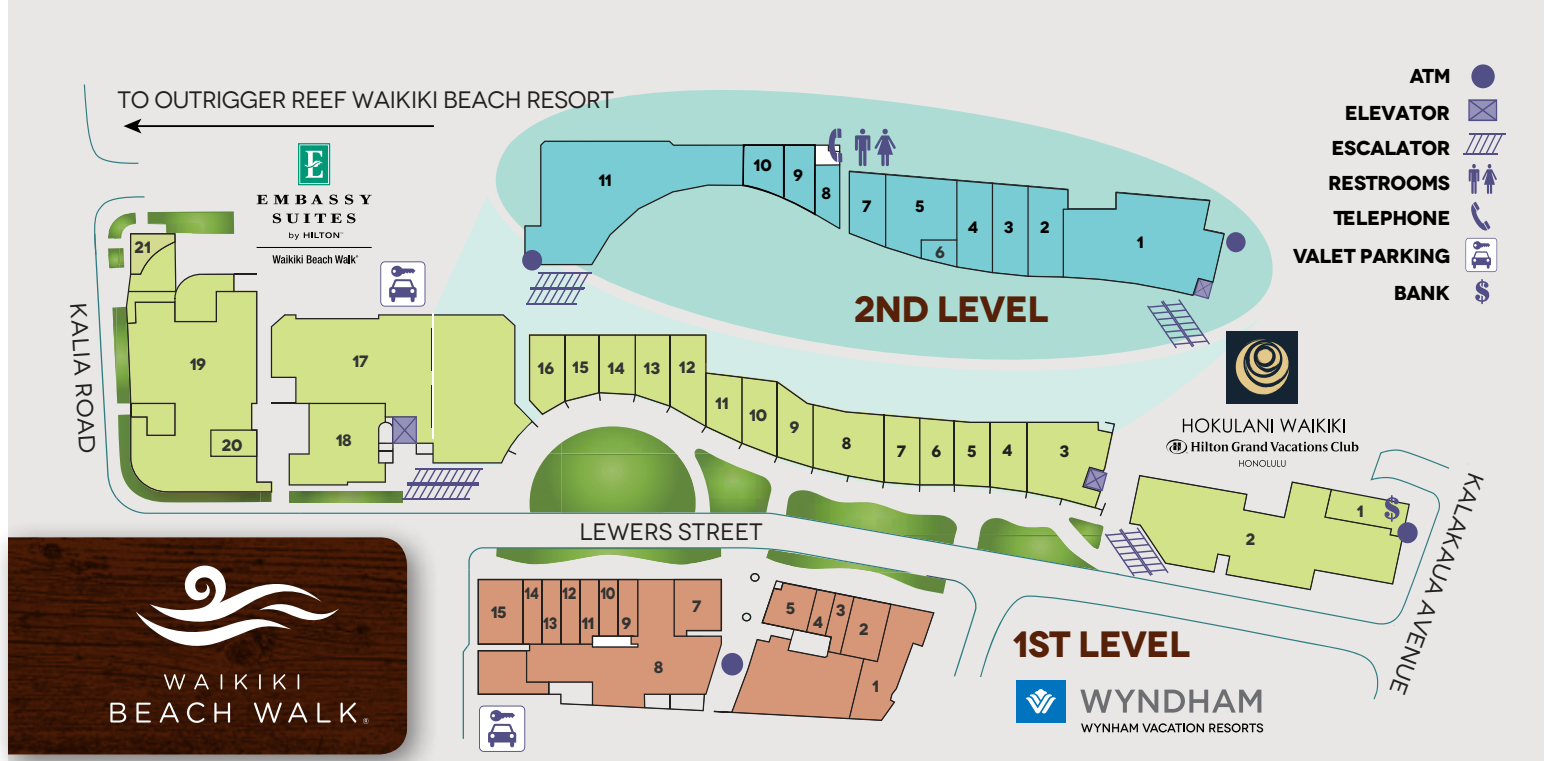 TO OUTRIGGER REEF WAIKIKI BEACH RESORT
ATM
ELEVATOR
ESCALATOR
RESTROOMS
TELEPHONE
VALET PARKING
BANK
$
E
EMBASSY
SUITES
by HILTON™
Waikiki Beach Walk®
11
10
9
8
7
5
6
4
3
2
1
2ND LEVEL
KALIA ROAD
21
19
20
17
18
16
15
14
13
12
11
10
9
8
7
6
5
4
3
2
1
$
HOKULANI WAIKIKI
Hilton Grand Vacations Club
HONOLULU
KALAKAUA AVENUE
LEWERS STREET
15
14
13
12
11
10
9
8
7
5
4
3
2
1
1ST LEVEL
WYNDHAM
WYNHAM VACATION RESORTS
WAIKIKI
BEACH WALK®